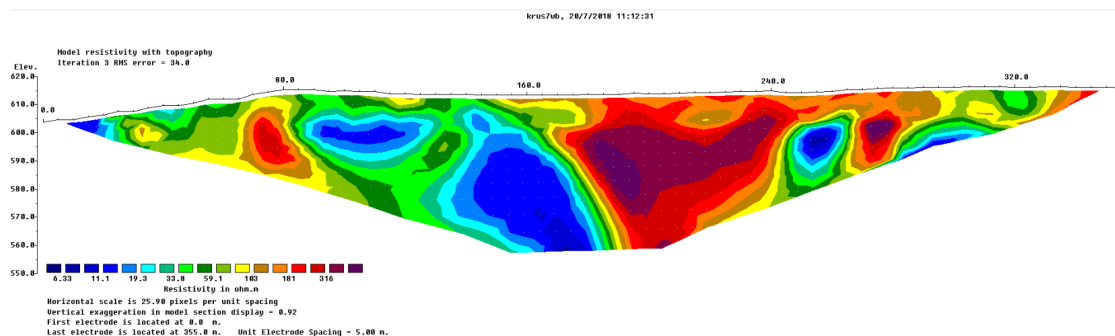 krus7wb, 20/7/2018 11:12:31
Model resistivity with topography
Iteration 3 RMS error = 34.0
Elev.
620.0
610.0
600.0
590.0
580.0
570.0
560.0
550.0
0.0
80.0
160.0
240.0
320.0
6.33 11.1 19.3 33.8 59.1 103 181 316
Resistivity in ohm.m
Horizontal scale is 25.90 pixels per unit spacing
Vertical exaggeration in model section display = 0.92
First electrode is located at 0.0 m.
Last electrode is located at 355.0 m. Unit Electrode Spacing = 5.00 m.